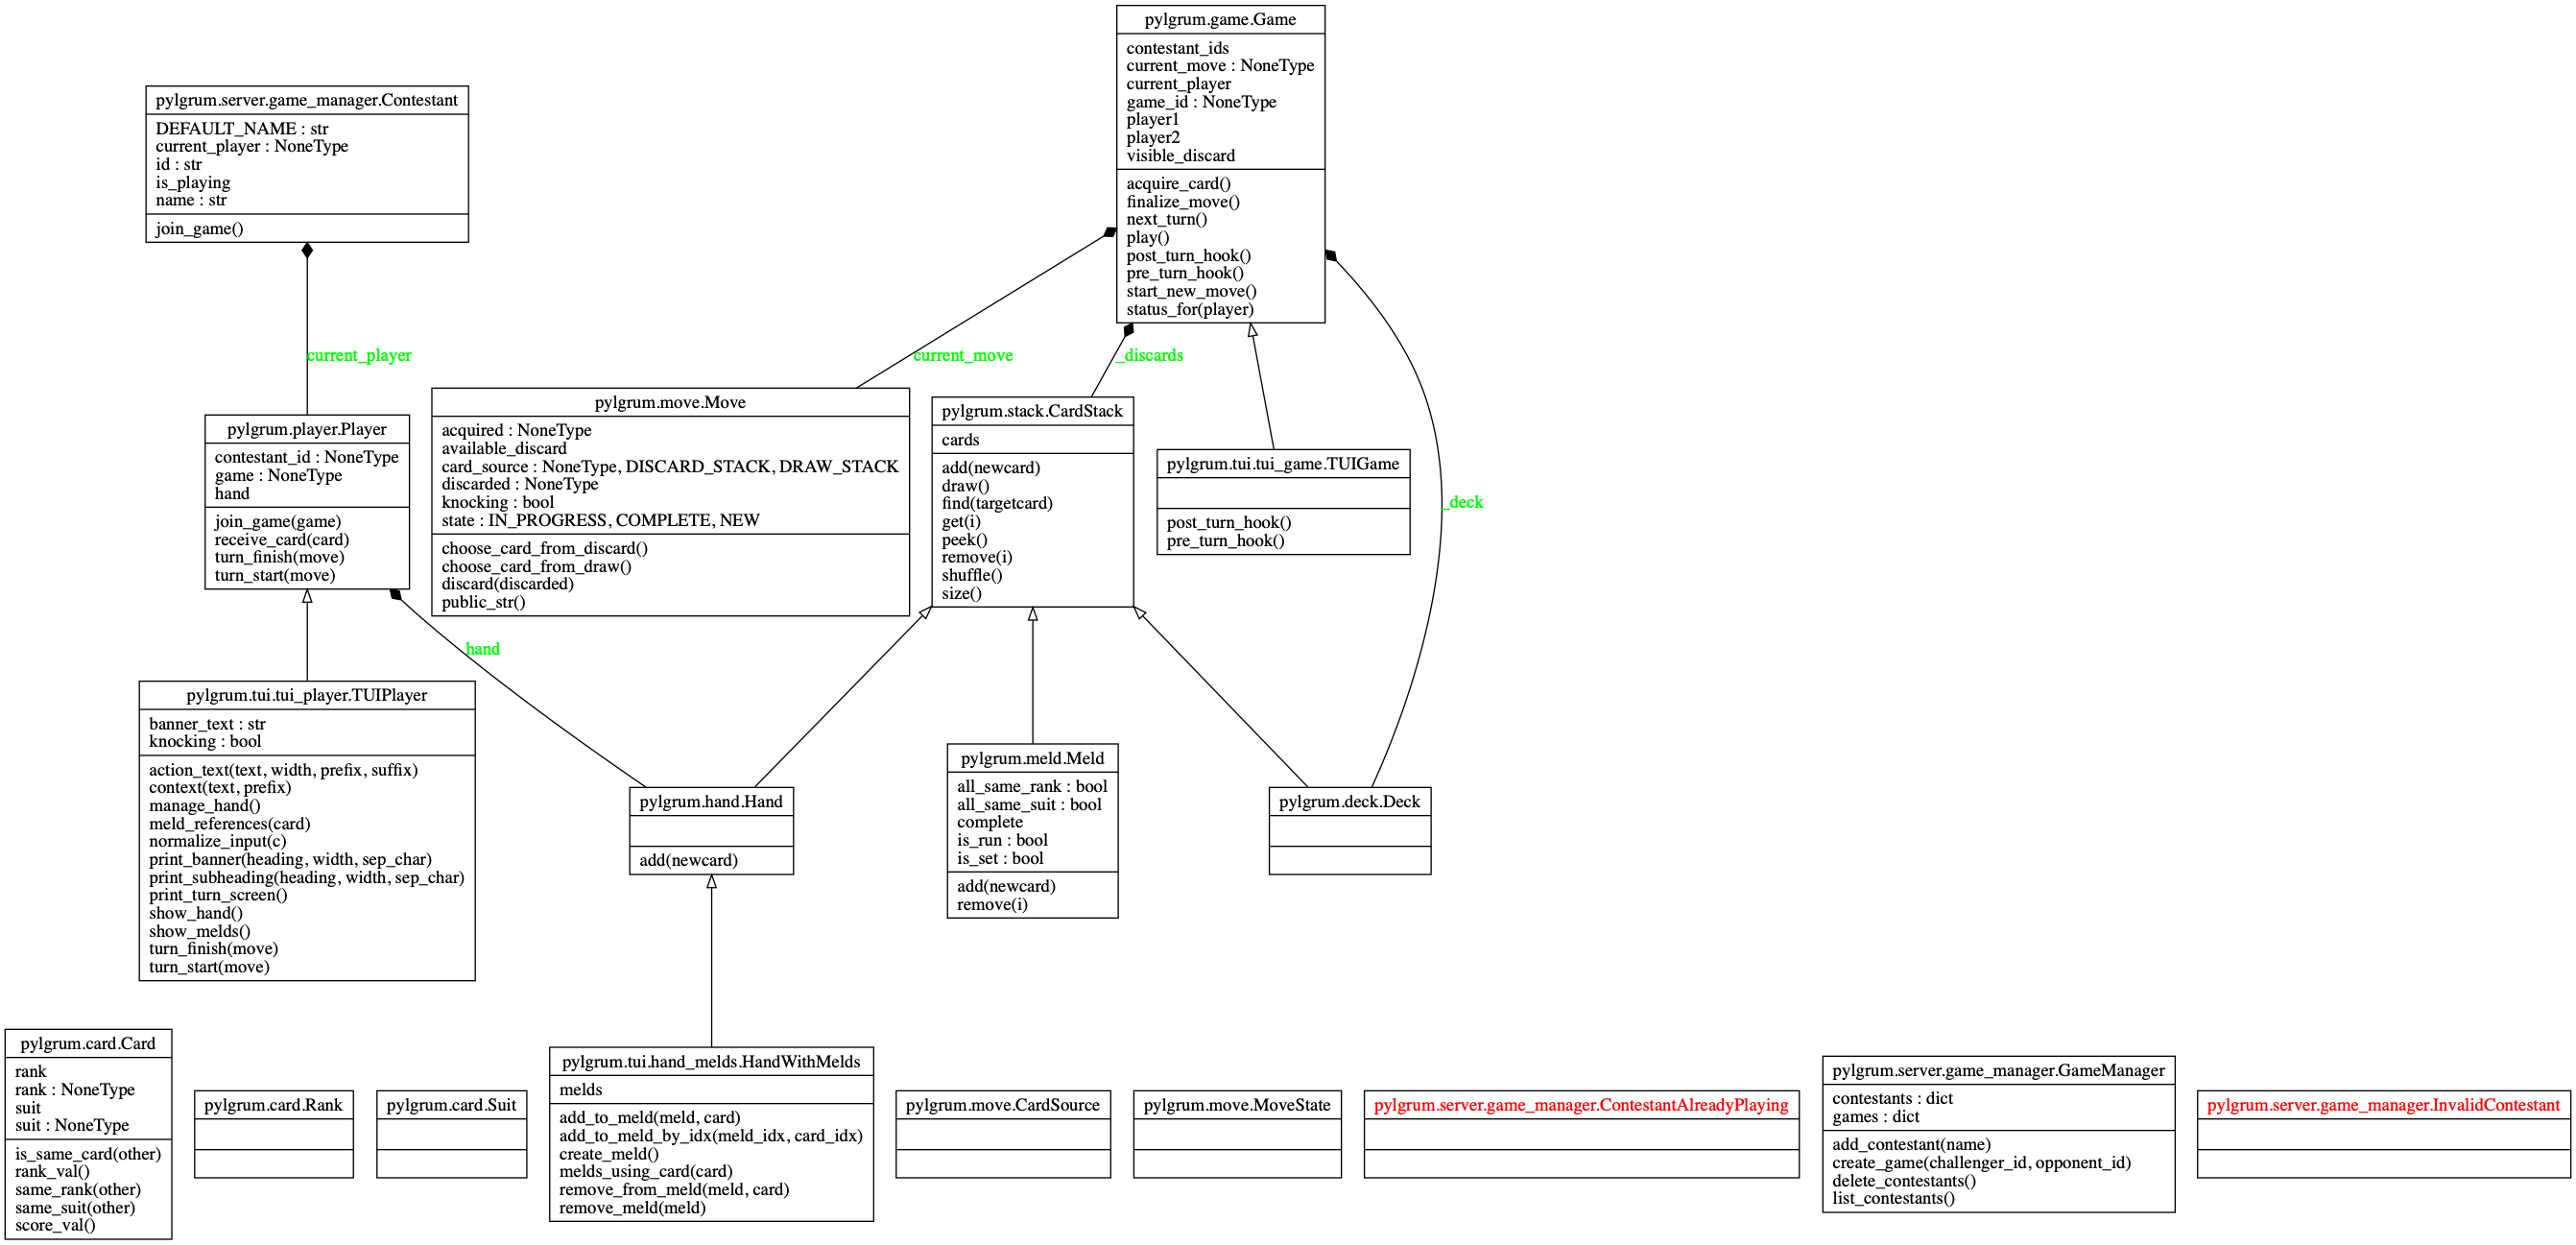 pylgrum.game.Game
contestant_ids
current_move : NoneType
current_player
game_id : NoneType
player1
player2
visible_discard
acquire_card()
finalize_move()
next_turn()
play()
post_turn_hook()
pre_turn_hook()
start_new_move()
status_for(player)
pylgrum.server.game_manager.Contestant
DEFAULT_NAME : str
current_player : NoneType
id : str
is_playing
name : str
join_game()
current_player
current_move
_discards
_deck
pylgrum.player.Player
contestant_id : NoneType
game : NoneType
hand
join_game(game)
receive_card(card)
turn_finish(move)
turn_start(move)
pylgrum.move.Move
acquired : NoneType
available_discard
card_source : NoneType, DISCARD_STACK, DRAW_STACK
discarded : NoneType
knocking : bool
state : IN_PROGRESS, COMPLETE, NEW
choose_card_from_discard()
choose_card_from_draw()
discard(discarded)
public_str()
pylgrum.stack.CardStack
cards
add(newcard)
draw()
find(targetcard)
get(i)
peek()
remove(i)
shuffle()
size()
pylgrum.tui.tui_game.TUIGame
post_turn_hook()
pre_turn_hook()
hand
pylgrum.tui.tui_player.TUIPlayer
banner_text : str
knocking : bool
action_text(text, width, prefix, suffix)
context(text, prefix)
manage_hand()
meld_references(card)
normalize_input(c)
print_banner(heading, width, sep_char)
print_subheading(heading, width, sep_char)
print_turn_screen()
show_hand()
show_melds()
turn_finish(move)
turn_start(move)
pylgrum.hand.Hand
add(newcard)
pylgrum.meld.Meld
all_same_rank : bool
all_same_suit : bool
complete
is_run : bool
is_set : bool
add(newcard)
remove(i)
pylgrum.deck.Deck
pylgrum.card.Card
rank
rank : NoneType
suit
suit : NoneType
is_same_card(other)
rank_val()
same_rank(other)
same_suit(other)
score_val()
pylgrum.card.Rank
pylgrum.card.Suit
pylgrum.tui.hand_melds.HandWithMelds
melds
add_to_meld(meld, card)
add_to_meld_by_idx(meld_idx, card_idx)
create_meld()
melds_using_card(card)
remove_from_meld(meld, card)
remove_meld(meld)
pylgrum.move.CardSource
pylgrum.move.MoveState
pylgrum.server.game_manager.ContestantAlreadyPlaying
pylgrum.server.game_manager.GameManager
contestants : dict
games : dict
add_contestant(name)
create_game(challenger_id, opponent_id)
delete_contestants()
list_contestants()
pylgrum.server.game_manager.InvalidContestant